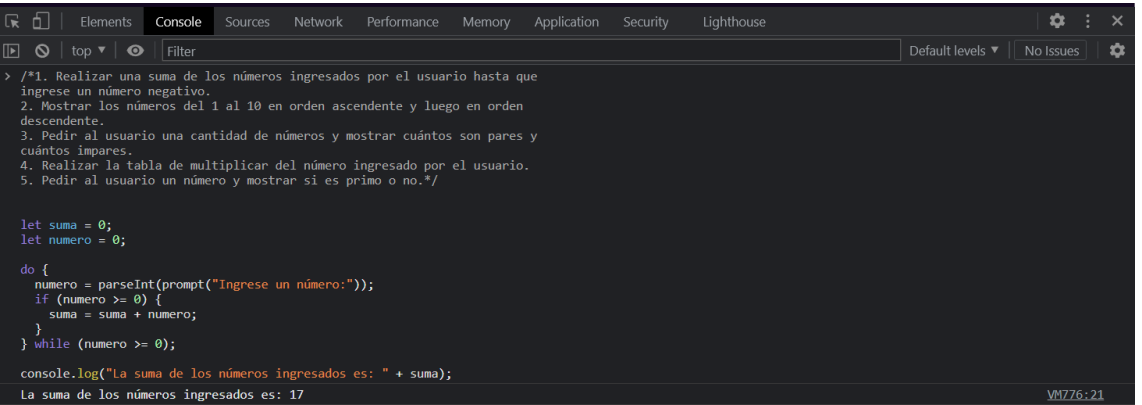 Elements Console Sources Network Performance Memory Application Security Lighthouse
top ▼ Filter Default levels ▼ No Issues
> /*1. Realizar una suma de los números ingresados por el usuario hasta que
ingrese un número negativo.
2. Mostrar los números del 1 al 10 en orden ascendente y luego en orden
descendente.
3. Pedir al usuario una cantidad de números y mostrar cuántos son pares y
cuántos impares.
4. Realizar la tabla de multiplicar del número ingresado por el usuario.
5. Pedir al usuario un número y mostrar si es primo o no.*/
let suma = 0;
let numero = 0;
do {
numero = parseInt(prompt("Ingrese un número:"));
if (numero >= 0) {
suma = suma + numero;
}
} while (numero >= 0);
console.log("La suma de los números ingresados es: " + suma);
La suma de los números ingresados es: 17 VM776:21